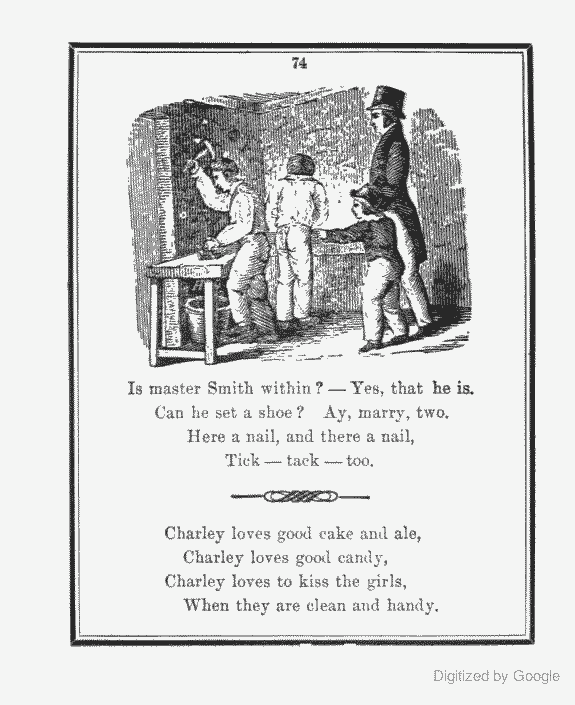 74
Is master Smith within? — Yes, that he is.
Can he set a shoe? Ay, marry, two.
Here a nail, and there a nail,
Tick — tack — too.
Charley loves good cake and ale,
Charley loves good candy,
Charley loves to kiss the girls,
When they are clean and handy.
Digitized by Google